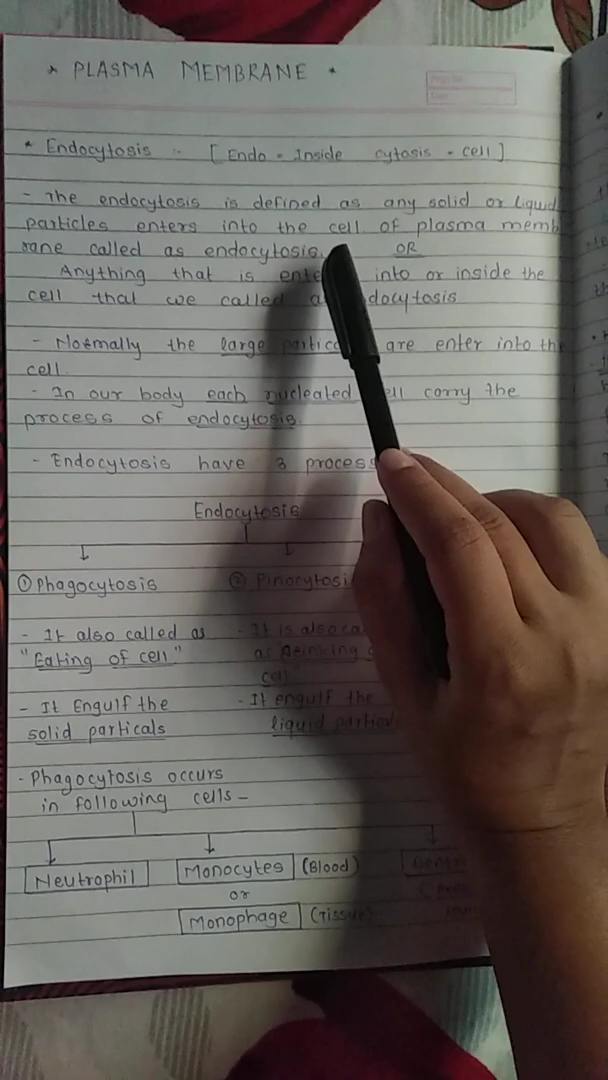 * PLASMA MEMBRANE *
* Endocytosis :- [ Endo = Inside cytosis = cell ]
- The endocytosis is defined as any solid or liquid
particles enters into the cell of plasma memb
rane called as endocytosis. OR
Anything that is ente into or inside the
cell that we called a docytosis
- Normally the large partic are enter into th
cell.
- In our body each nucleated ell carry the
process of endocytosis.
- Endocytosis have 3 process
Endocytosis
① Phagocytosis ② Pinocytosi
- It also called as
"Eating of cell"
- It is also ca
as Drinking
cell"
- It Engulf the
solid particals
- It engulf the
liquid partical
- Phagocytosis occurs
in following cells -
Neutrophil Monocytes (Blood)
or
Monophage (Tissue)